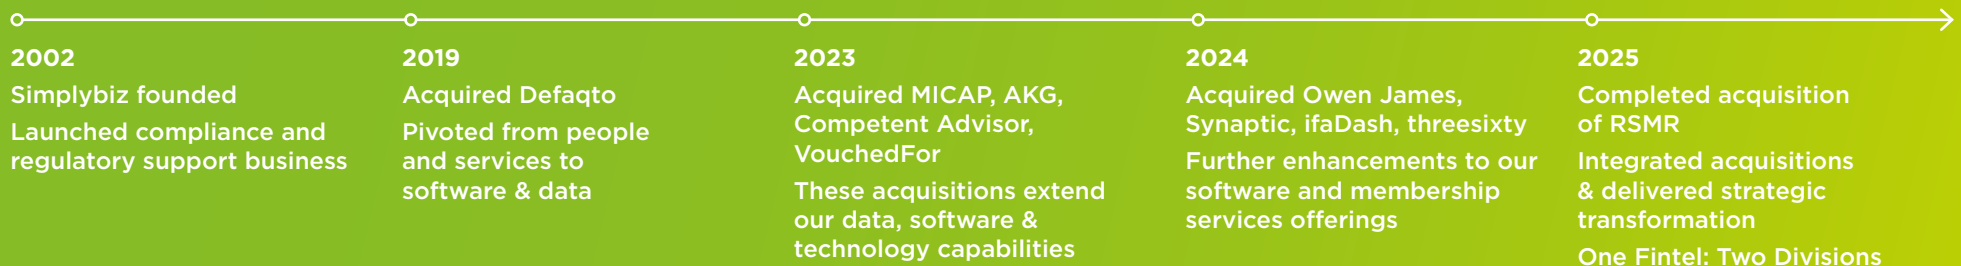 2002
Simplybiz founded
Launched compliance and
regulatory support business
2019
Acquired Defaqto
Pivoted from people
and services to
software & data
2023
Acquired MICAP, AKG,
Competent Advisor,
VouchedFor
These acquisitions extend
our data, software &
technology capabilities
2024
Acquired Owen James,
Synaptic, ifaDash, threesixty
Further enhancements to our
software and membership
services offerings
2025
Completed acquisition
of RSMR
Integrated acquisitions
& delivered strategic
transformation
One Fintel: Two Divisions